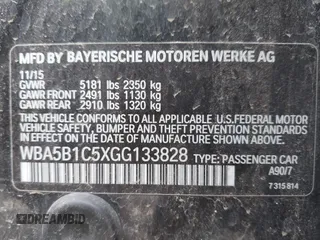 MFD BY BAYERISCHE MOTOREN WERKE AG
11/15
GVWR 5181 lbs 2350 kg
GAWR FRONT 2491 lbs 1130 kg
GAWR REAR 2910 lbs 1320 kg
THIS VEHICLE CONFORMS TO ALL APPLICABLE U.S.FEDERAL MOTOR
VEHICLE SAFETY, BUMPER, AND THEFT PREVENTION STANDARDS
IN EFFECT ON THE DATE OF MANUFACTURE SHOWN ABOVE.
WBA5B1C5XGG133828 TYPE: PASSENGER CAR
A90/7
7 315 814
DREAMBID